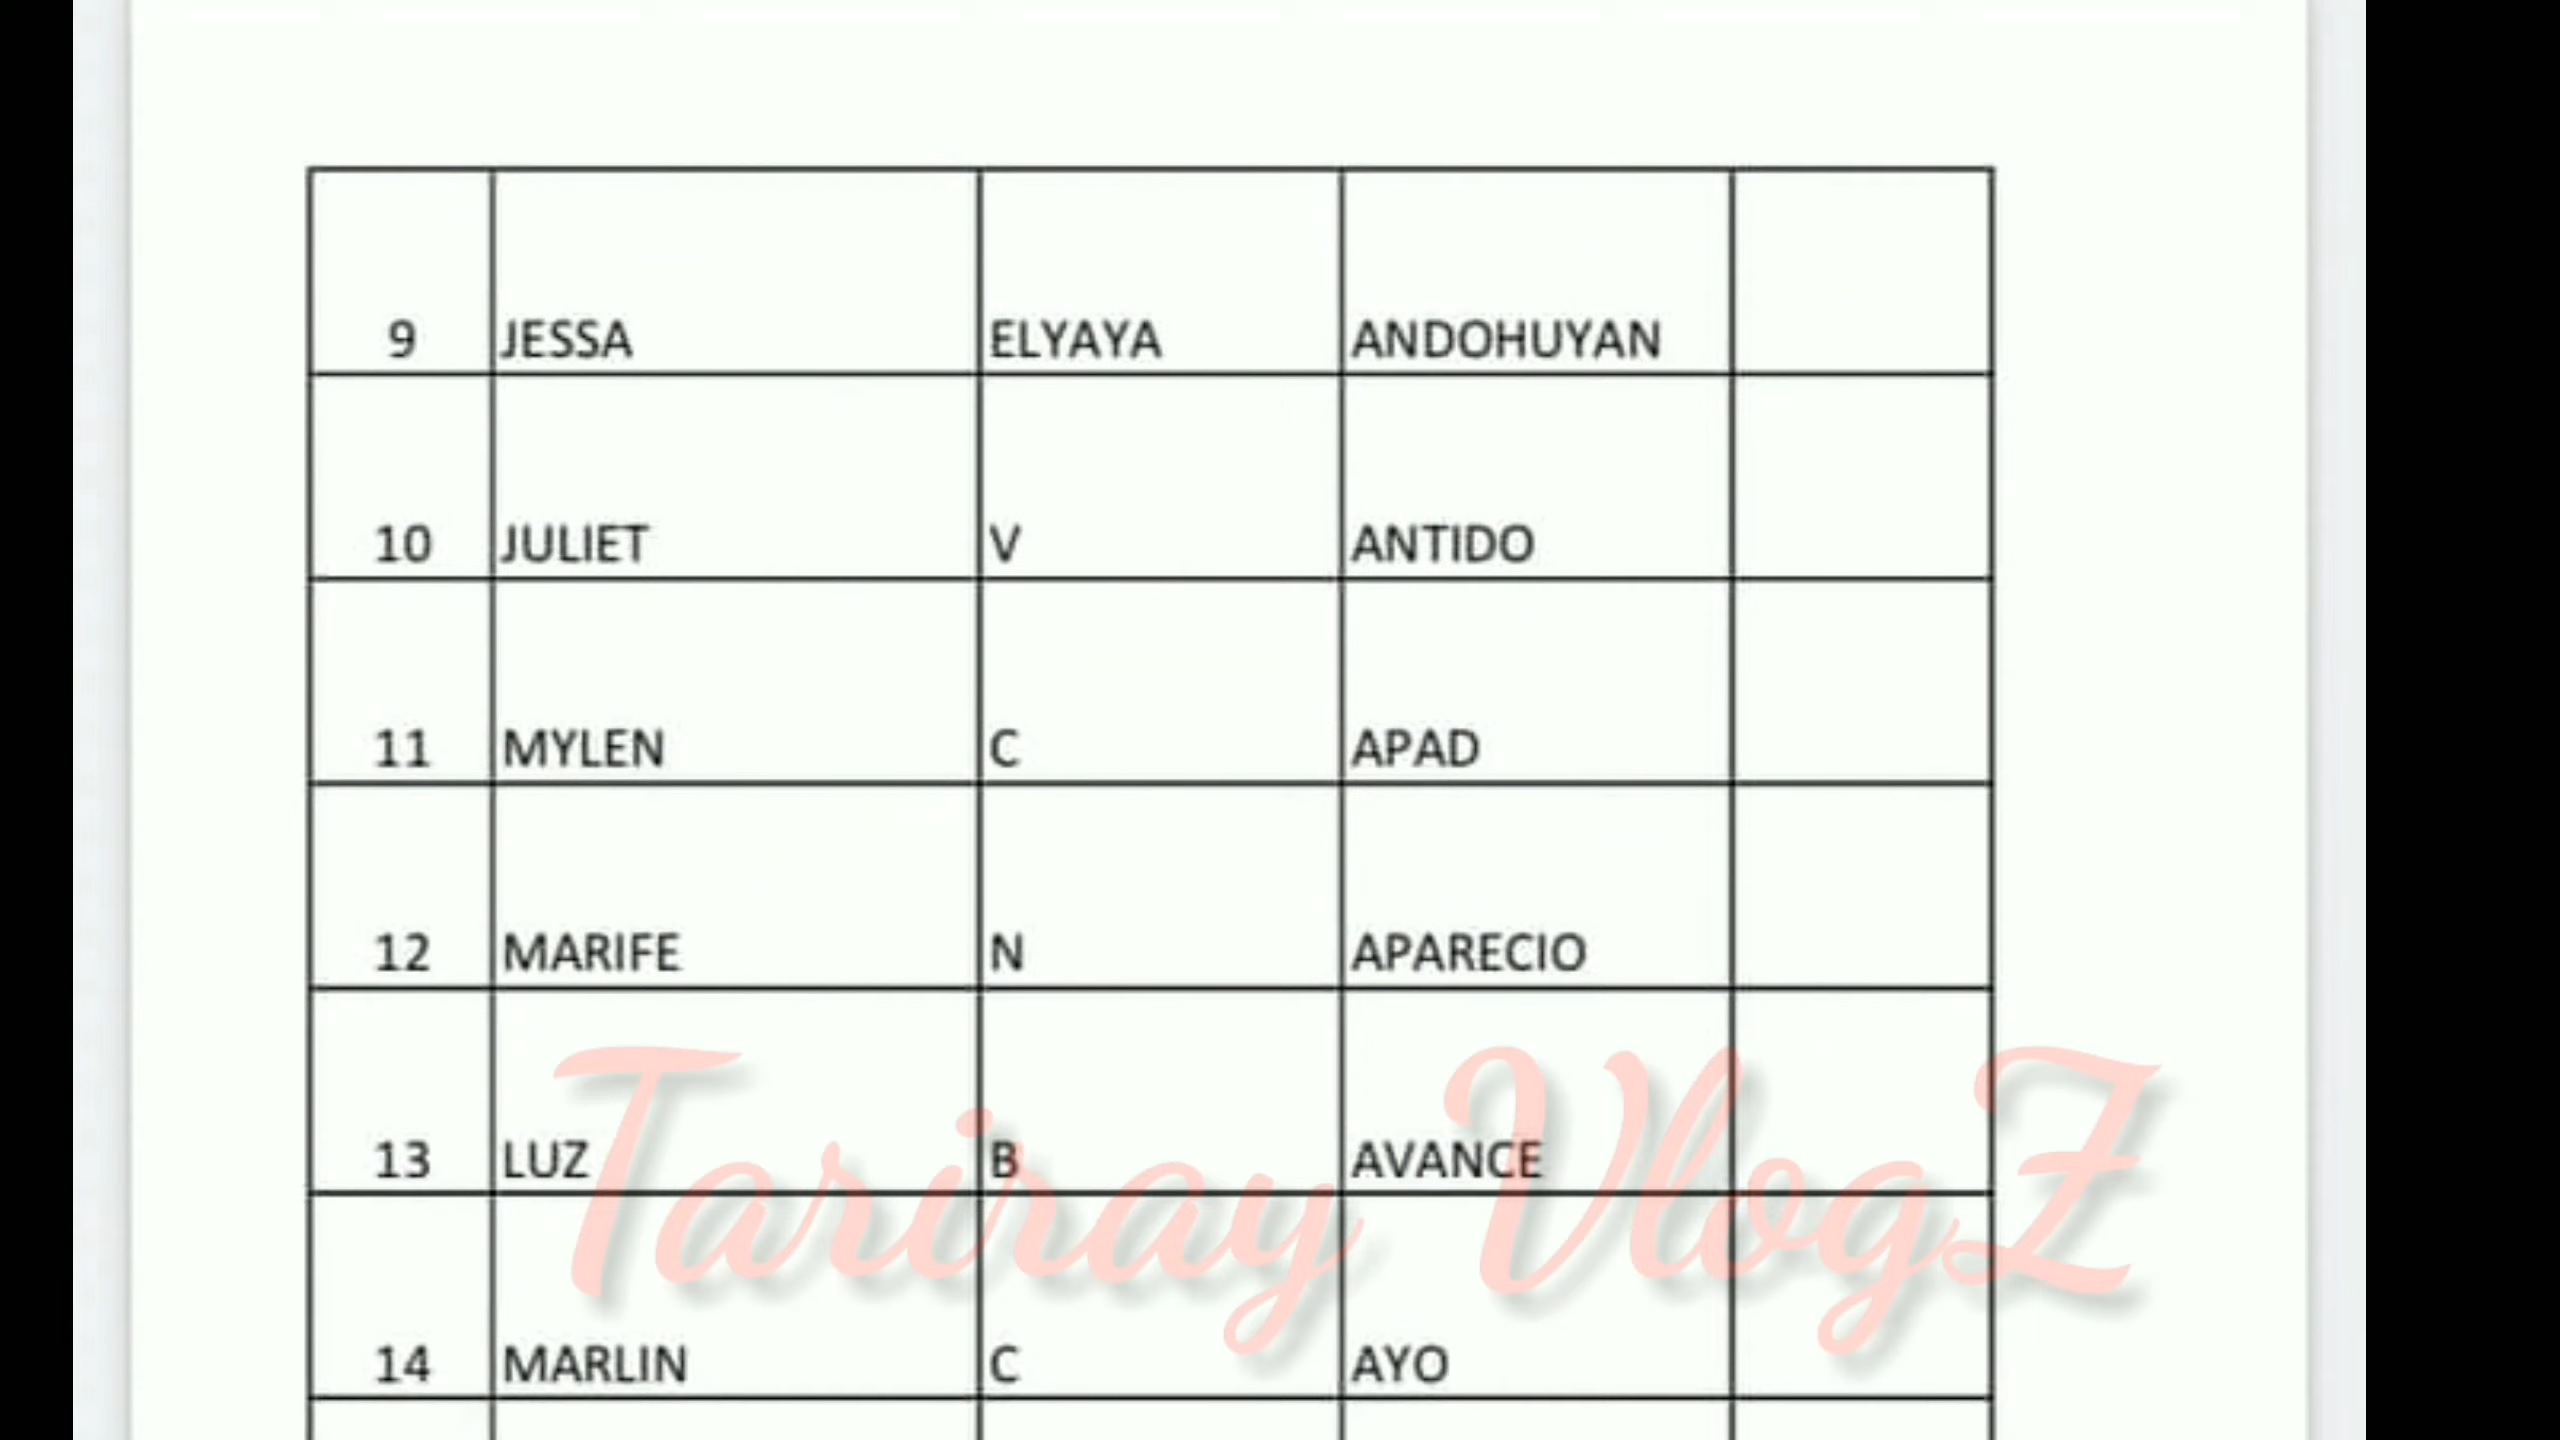 9 JESSA ELYAYA ANDOHUYAN
10 JULIET V ANTIDO
11 MYLEN C APAD
12 MARIFE N APARECIO
13 LUZ B AVANCE
14 MARLIN C AYO
Tariray VlogZ